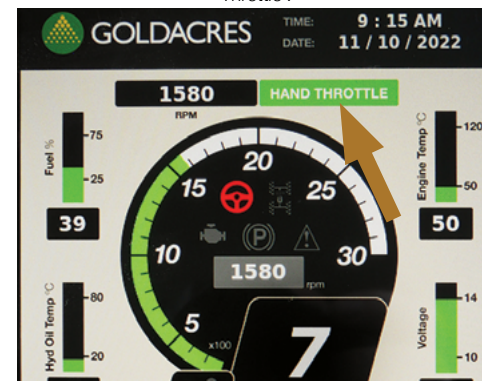 Throttle .
GOLDACRES
TIME: 9 : 15 AM
DATE: 11 / 10 / 2022
1580
HAND THROTTLE
RPM
Fuel %
75
25
39
Engine Temp °C
120
50
50
5
10
15
20
25
30
x100
(P)
1580 rpm
Hyd Oil Temp °C
80
20
7
Voltage
14
10